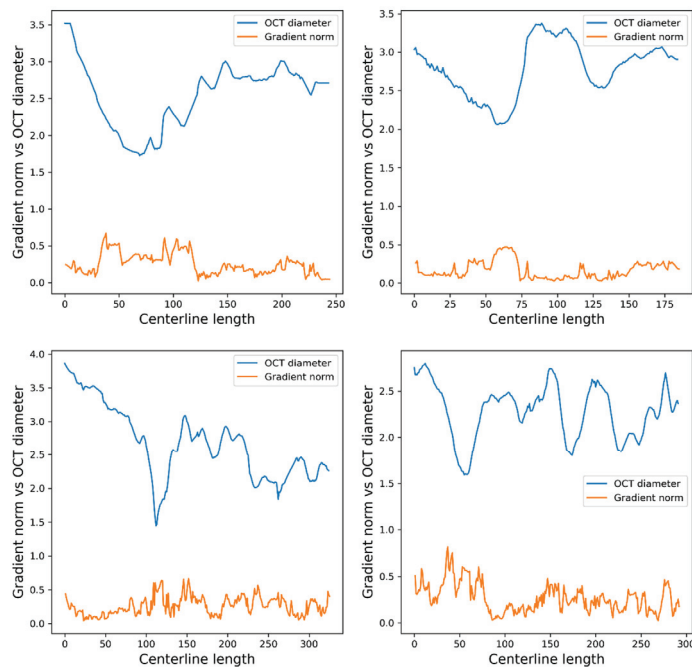 OCT diameter
Gradient norm
Gradient norm vs OCT diameter
3.5
3.0
2.5
2.0
1.5
1.0
0.5
0.0
0 50 100 150 200 250
Centerline length
OCT diameter
Gradient norm
Gradient norm vs OCT diameter
3.5
3.0
2.5
2.0
1.5
1.0
0.5
0.0
0 25 50 75 100 125 150 175
Centerline length
OCT diameter
Gradient norm
Gradient norm vs OCT diameter
4.0
3.5
3.0
2.5
2.0
1.5
1.0
0.5
0.0
0 50 100 150 200 250 300
Centerline length
OCT diameter
Gradient norm
Gradient norm vs OCT diameter
2.5
2.0
1.5
1.0
0.5
0.0
0 50 100 150 200 250 300
Centerline length